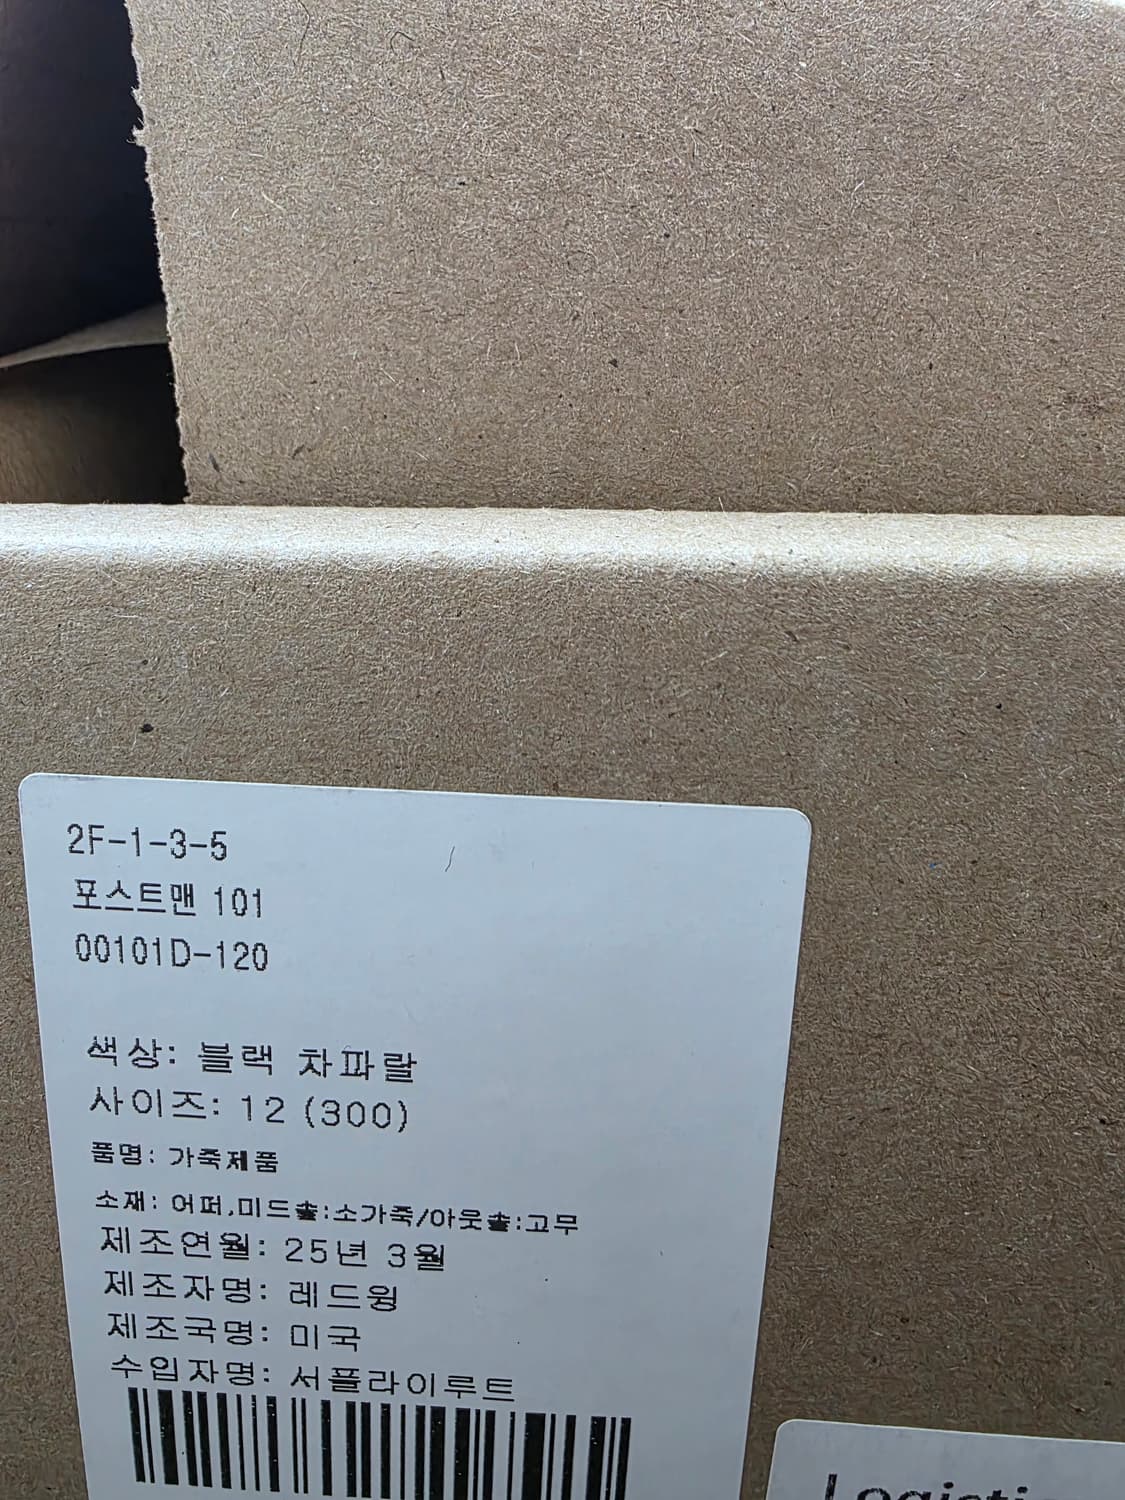 2F-1-3-5
포스트맨 101
00101D-120
색상: 블랙 차파랄
사이즈: 12 (300)
품명: 가죽제품
소재: 어퍼,미드솔:소가죽/아웃솔:고무
제조연월: 25년 3월
제조자명: 레드윙
제조국명: 미국
수입자명: 서플라이루트